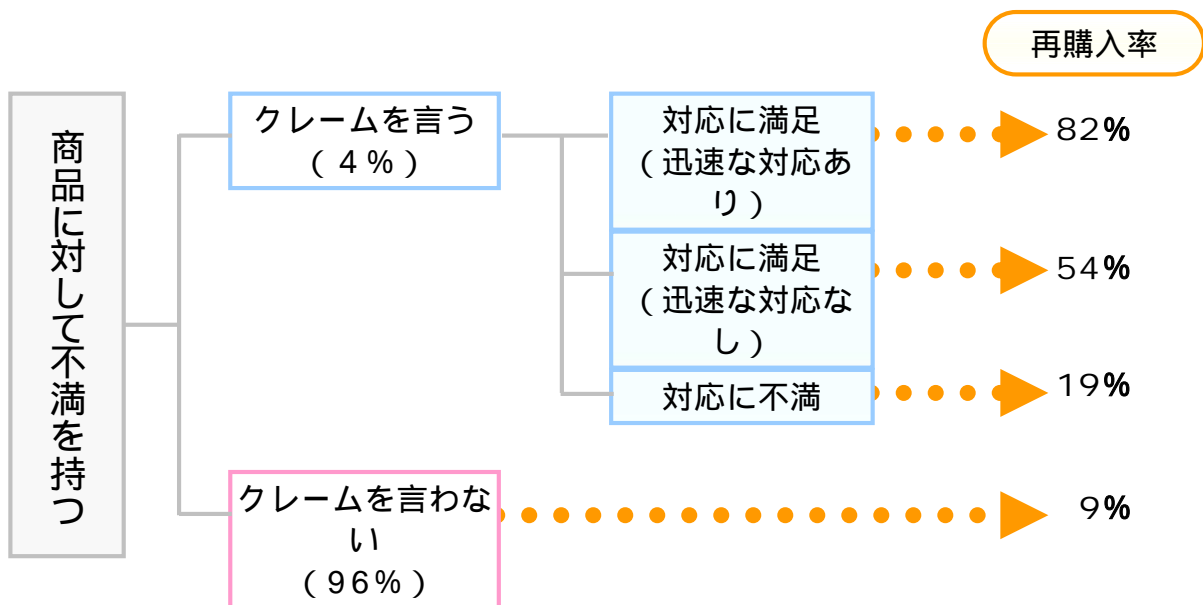 再購入率
商品に対して不満を持つ
クレームを言う
（４％）
対応に満足
（迅速な対応あ
り）
82%
対応に満足
（迅速な対応な
し）
54%
対応に不満
19%
クレームを言わな
い
（96％）
9%